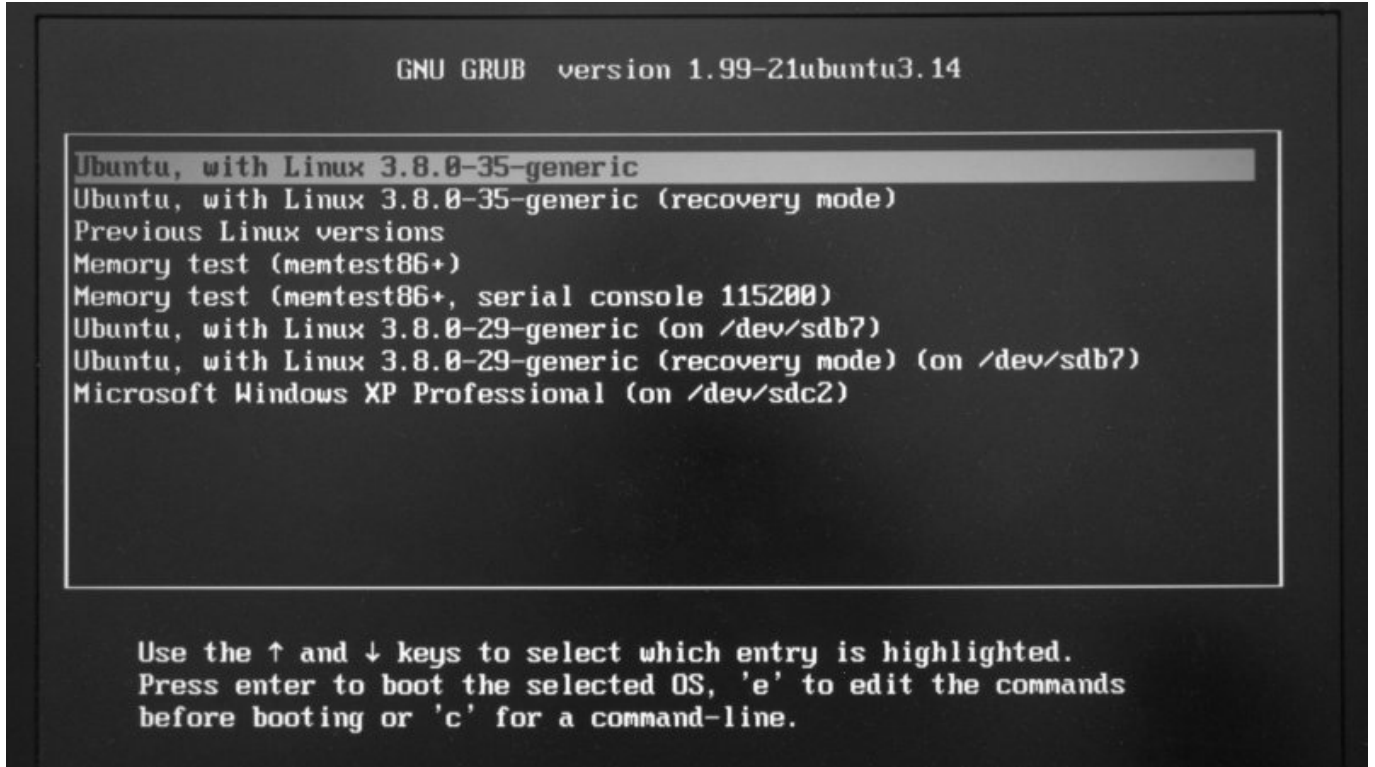 GNU GRUB version 1.99-21ubuntu3.14
Ubuntu, with Linux 3.8.0-35-generic
Ubuntu, with Linux 3.8.0-35-generic (recovery mode)
Previous Linux versions
Memory test (memtest86+)
Memory test (memtest86+, serial console 115200)
Ubuntu, with Linux 3.8.0-29-generic (on /dev/sdb7)
Ubuntu, with Linux 3.8.0-29-generic (recovery mode) (on /dev/sdb7)
Microsoft Windows XP Professional (on /dev/sdc2)
Use the ↑ and ↓ keys to select which entry is highlighted.
Press enter to boot the selected OS, 'e' to edit the commands
before booting or 'c' for a command-line.